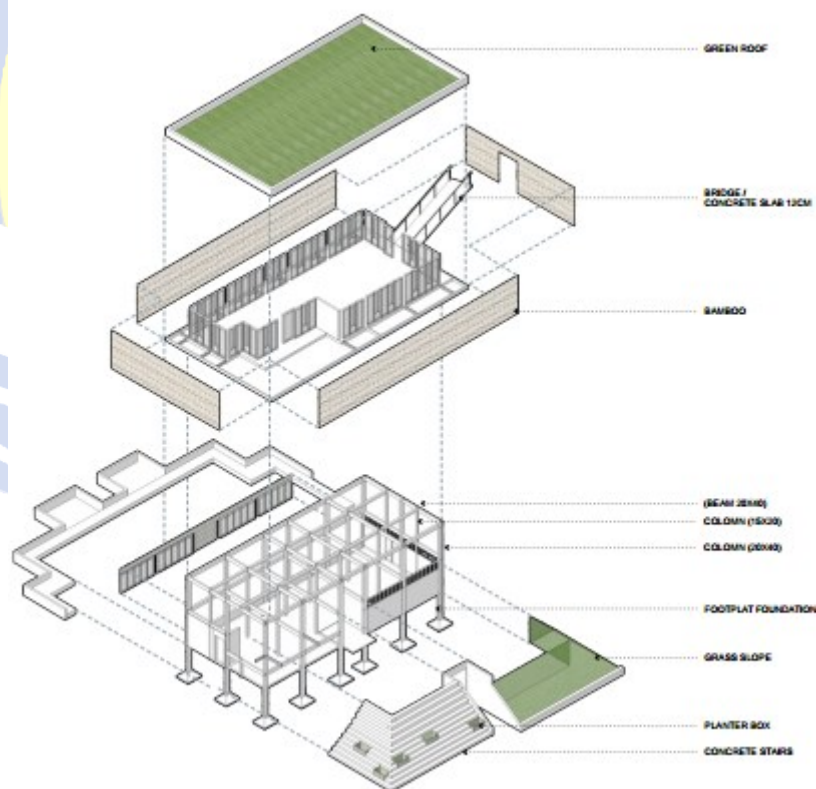 GREEN ROOF
BRIDGE /
CONCRETE SLAB 12CM
BAMBOO
(BEAM 20X40)
COLOMN (15X20)
COLOMN (20X40)
FOOTPLAT FOUNDATION
GRASS SLOPE
PLANTER BOX
CONCRETE STAIRS